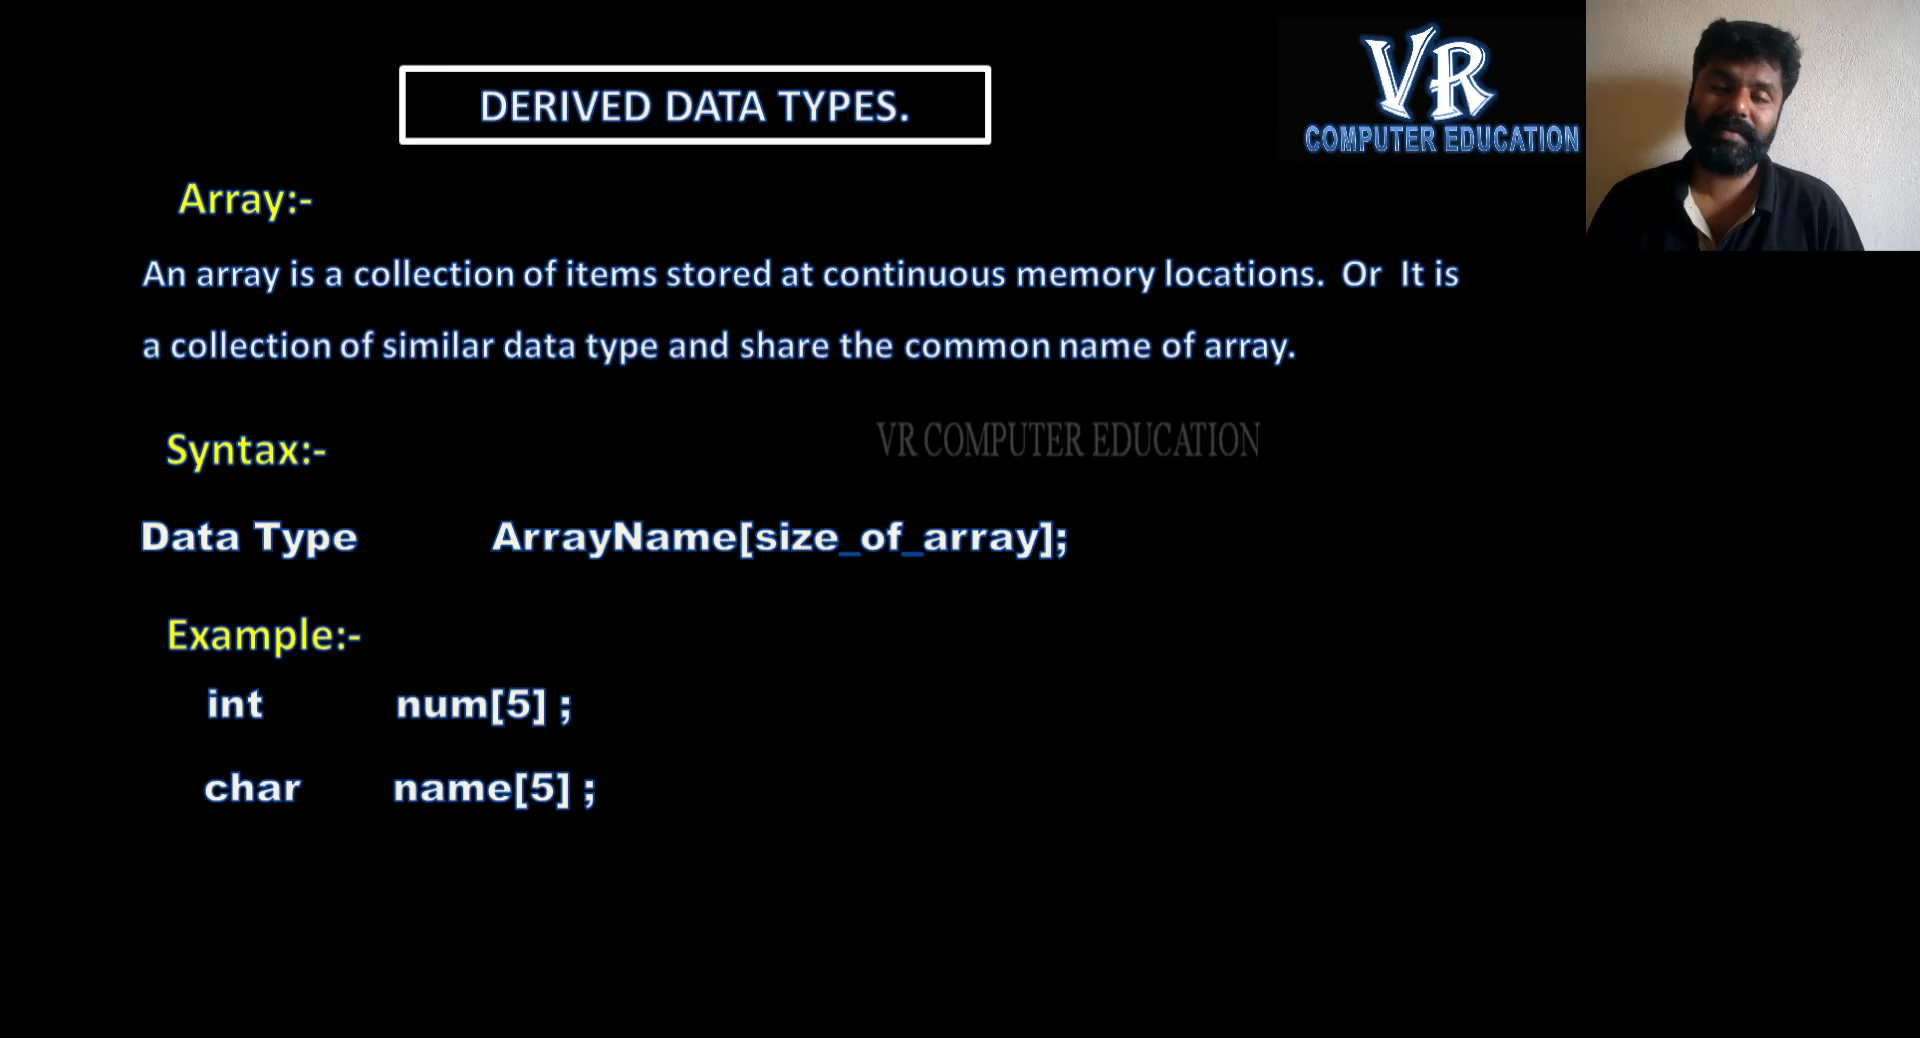 VR
COMPUTER EDUCATION
DERIVED DATA TYPES.
Array:-
An array is a collection of items stored at continuous memory locations. Or It is
a collection of similar data type and share the common name of array.
Syntax:-
VR COMPUTER EDUCATION
Data Type ArrayName[size_of_array];
Example:-
int num[5] ;
char name[5] ;